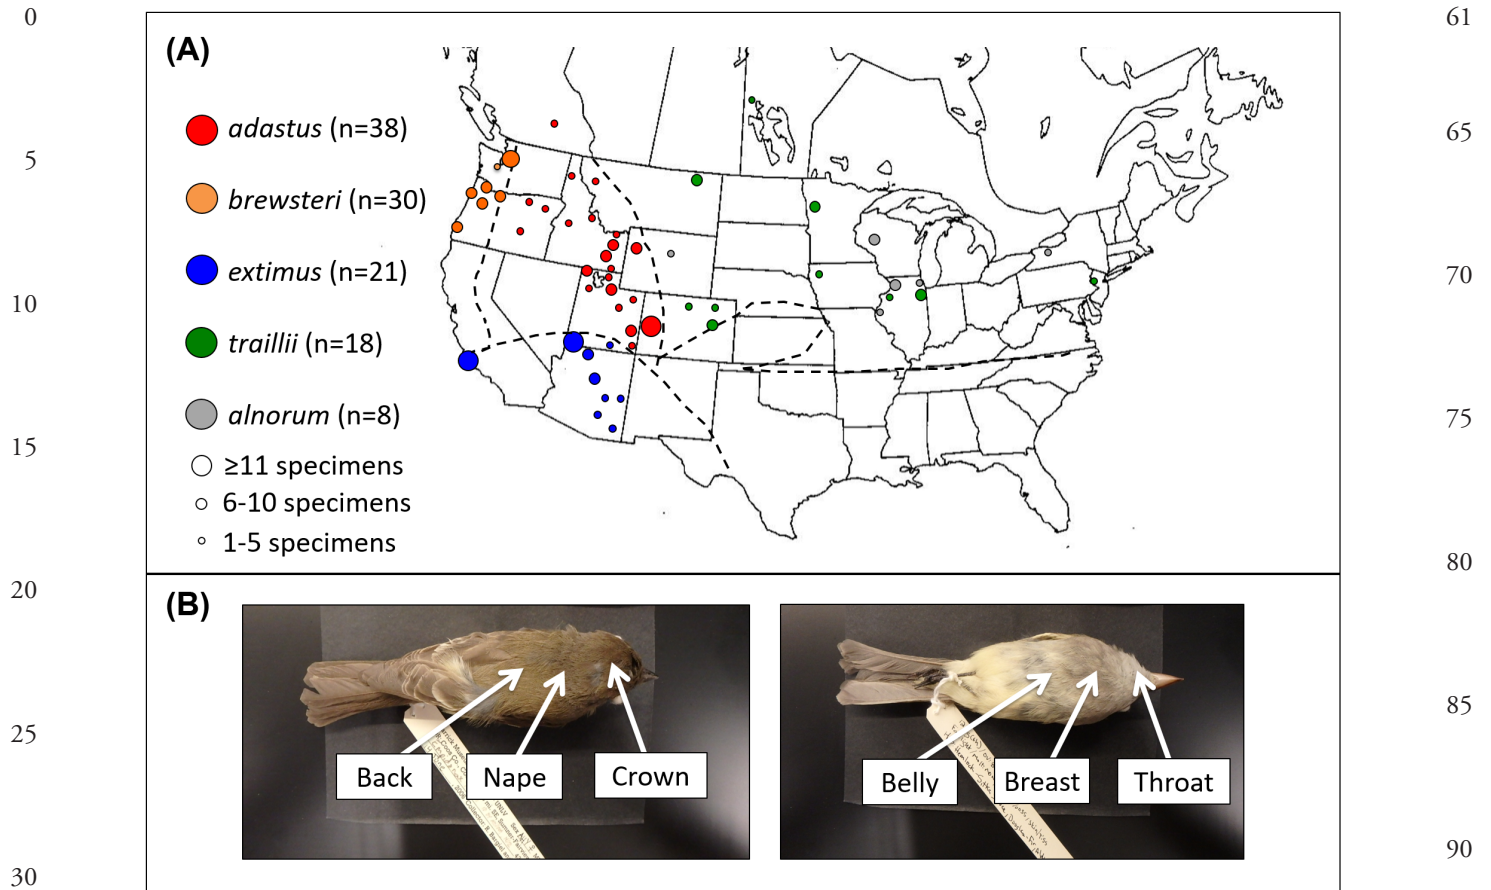 0
5
10
15
20
25
30
(A)
adastus (n=38)
brewsteri (n=30)
extimus (n=21)
traillii (n=18)
alnorum (n=8)
≥11 specimens
6-10 specimens
1-5 specimens
(B)
Back
Nape
Crown
Belly
Breast
Throat
61
65
70
75
80
85
90